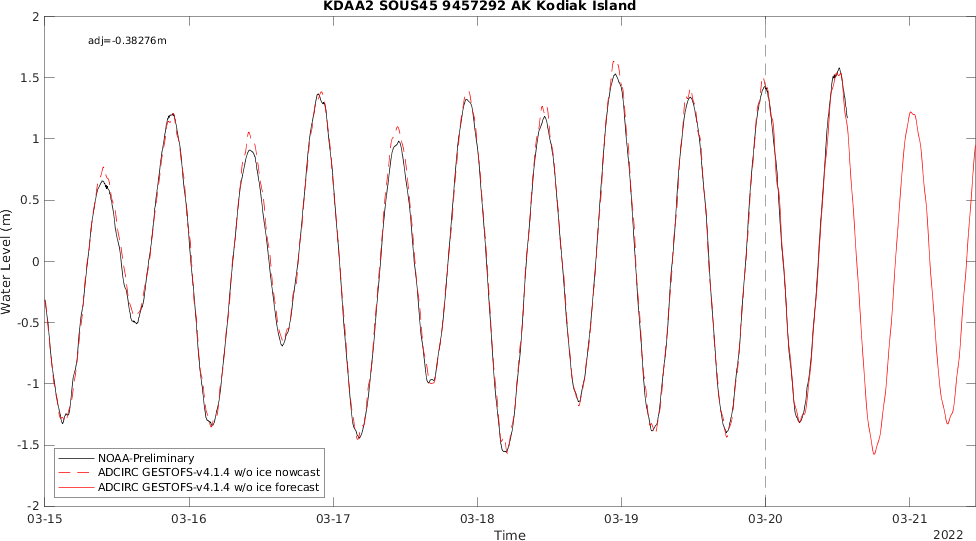 KDAA2 SOUS45 9457292 AK Kodiak Island
adj=-0.38276m
Water Level (m)
2
1.5
1
0.5
0
-0.5
-1
-1.5
-2
NOAA-Preliminary
ADCIRC GESTOFS-v4.1.4 w/o ice nowcast
ADCIRC GESTOFS-v4.1.4 w/o ice forecast
03-15 03-16 03-17 03-18 03-19 03-20 03-21
Time
2022